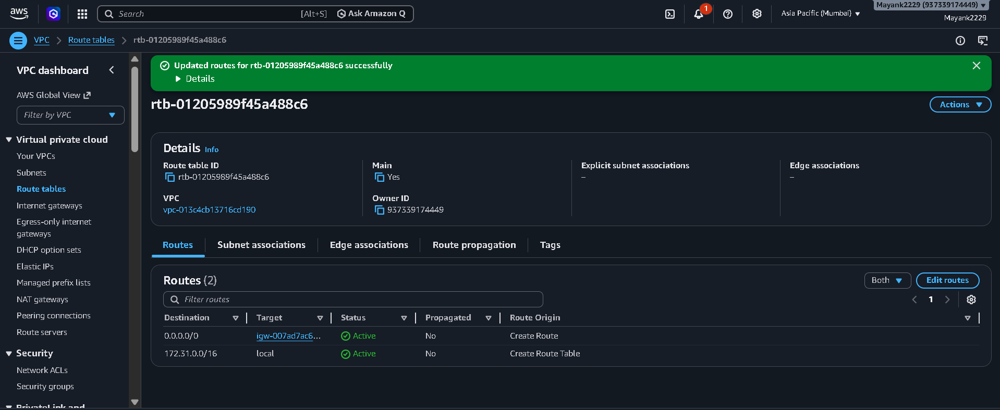 aws
Search [Alt+S] Ask Amazon Q
1
Asia Pacific (Mumbai)
Mayank2229 (937339174449)
Mayank2229
VPC Route tables rtb-01205989f45a488c6
VPC dashboard
AWS Global View
Filter by VPC
Virtual private cloud
Your VPCs
Subnets
Route tables
Internet gateways
Egress-only internet
gateways
DHCP option sets
Elastic IPs
Managed prefix lists
NAT gateways
Peering connections
Route servers
Security
Network ACLs
Security groups
PrivateLink and
Updated routes for rtb-01205989f45a488c6 successfully
Details
rtb-01205989f45a488c6
Actions
Details Info
Route table ID
rtb-01205989f45a488c6
Main
Yes
Explicit subnet associations
–
Edge associations
–
VPC
vpc-013c4cb13716cd190
Owner ID
937339174449
Routes Subnet associations Edge associations Route propagation Tags
Routes (2)
Both Edit routes
Filter routes
1
Destination Target Status Propagated Route Origin
0.0.0.0/0 igw-007ad7ac6... Active No Create Route
172.31.0.0/16 local Active No Create Route Table